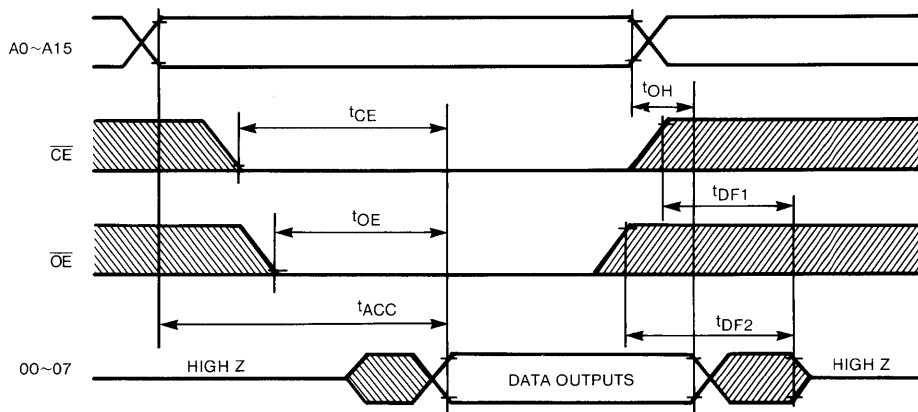 A0~A15
tOH
tCE
CE
tDF1
tOE
OE
tACC
tDF2
00~07
HIGH Z
DATA OUTPUTS
HIGH Z